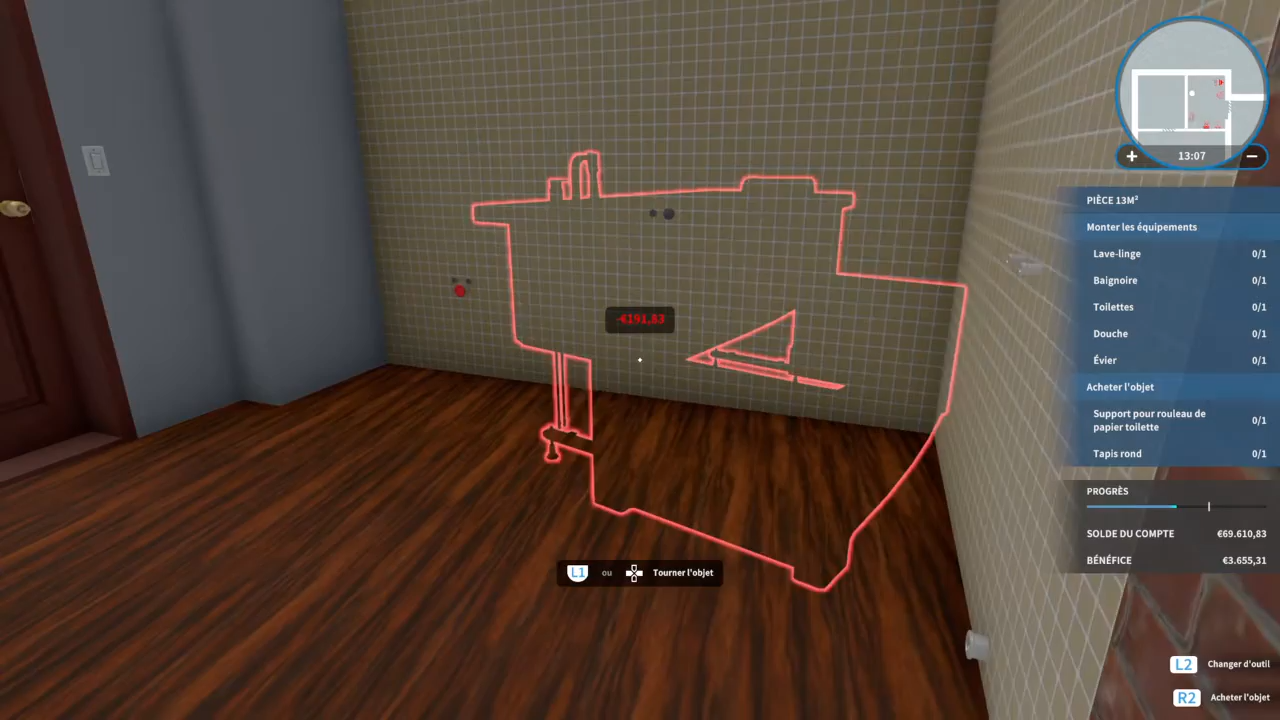 13:07
PIÈCE 13M²
Monter les équipements
Lave-linge 0/1
Baignoire 0/1
Toilettes 0/1
Douche 0/1
Évier 0/1
Acheter l'objet
Support pour rouleau de
papier toilette 0/1
Tapis rond 0/1
PROGRÈS
SOLDE DU COMPTE €69.610,83
BÉNÉFICE €3.655,31
-€191,83
L1 ou Tourner l'objet
L2 Changer d'outil
R2 Acheter l'objet